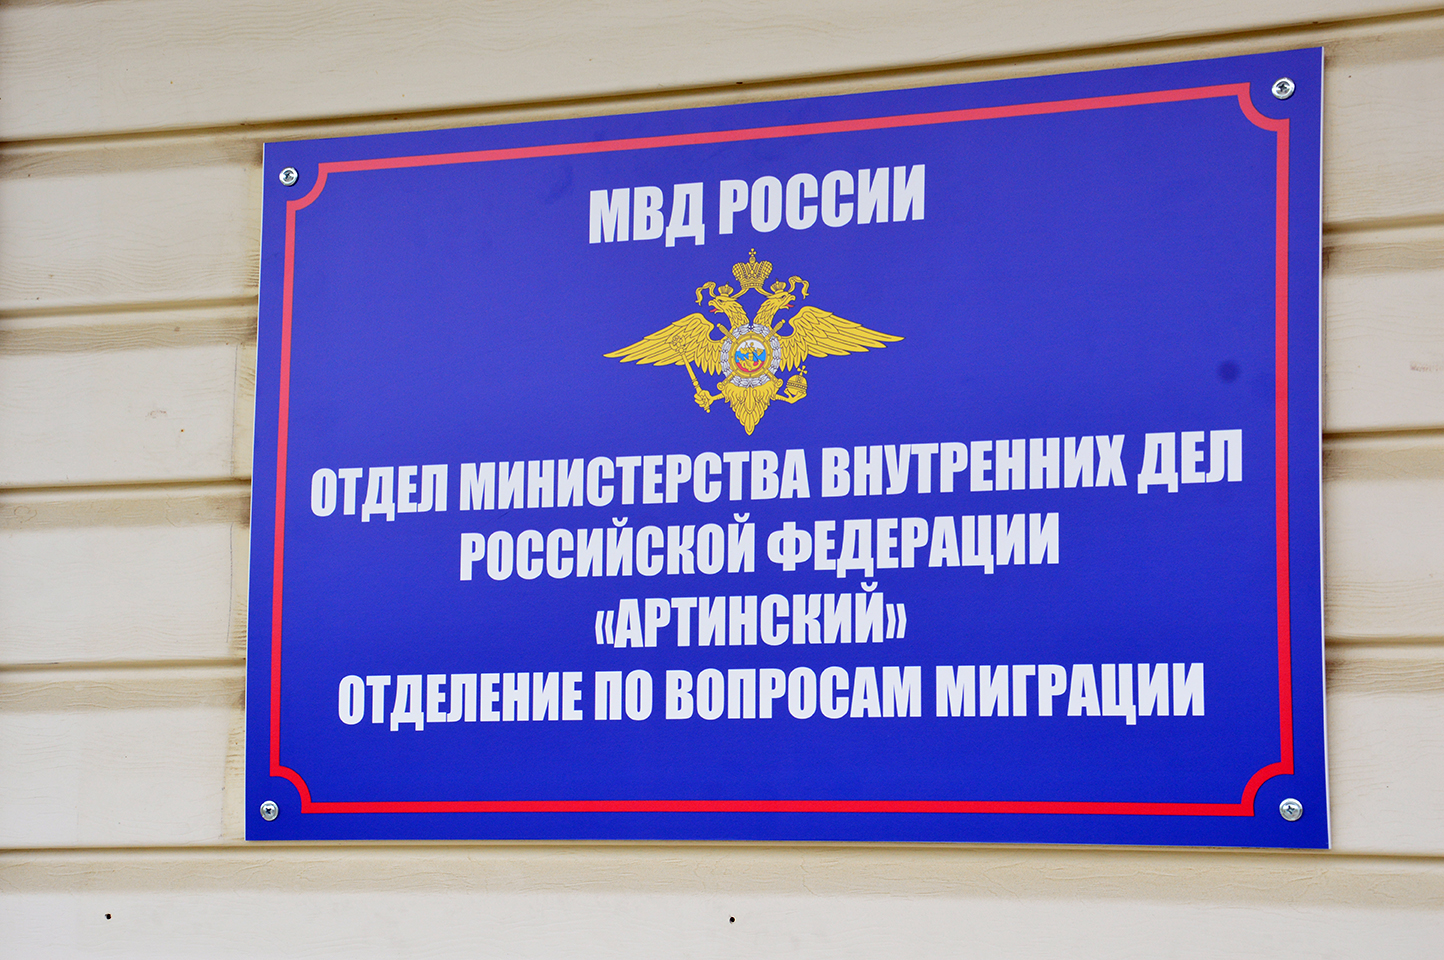 МВД РОССИИ
ОТДЕЛ МИНИСТЕРСТВА ВНУТРЕННИХ ДЕЛ
РОССИЙСКОЙ ФЕДЕРАЦИИ
«АРТИНСКИЙ»
ОТДЕЛЕНИЕ ПО ВОПРОСАМ МИГРАЦИИ